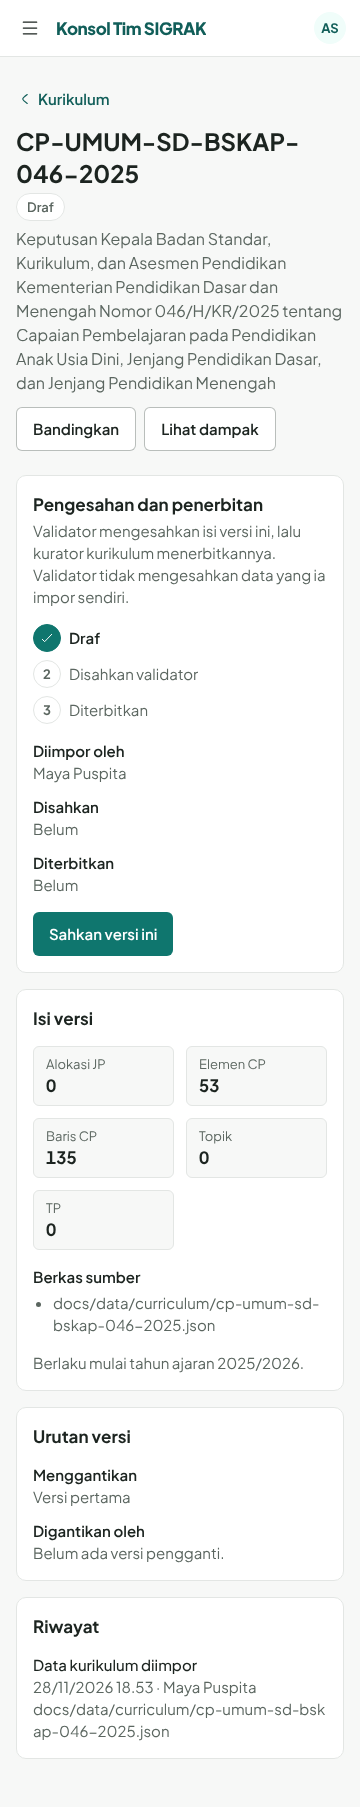 Konsol Tim SIGRAK
AS
Kurikulum
CP-UMUM-SD-BSKAP-
046-2025
Draf
Keputusan Kepala Badan Standar,
Kurikulum, dan Asesmen Pendidikan
Kementerian Pendidikan Dasar dan
Menengah Nomor 046/H/KR/2025 tentang
Capaian Pembelajaran pada Pendidikan
Anak Usia Dini, Jenjang Pendidikan Dasar,
dan Jenjang Pendidikan Menengah
Bandingkan
Lihat dampak
Pengesahan dan penerbitan
Validator mengesahkan isi versi ini, lalu
kurator kurikulum menerbitkannya.
Validator tidak mengesahkan data yang ia
impor sendiri.
Draf
2
Disahkan validator
3
Diterbitkan
Diimpor oleh
Maya Puspita
Disahkan
Belum
Diterbitkan
Belum
Sahkan versi ini
Isi versi
Alokasi JP
0
Elemen CP
53
Baris CP
135
Topik
0
TP
0
Berkas sumber
• docs/data/curriculum/cp-umum-sd-
bskap-046-2025.json
Berlaku mulai tahun ajaran 2025/2026.
Urutan versi
Menggantikan
Versi pertama
Digantikan oleh
Belum ada versi pengganti.
Riwayat
Data kurikulum diimpor
28/11/2026 18.53 · Maya Puspita
docs/data/curriculum/cp-umum-sd-bsk
ap-046-2025.json